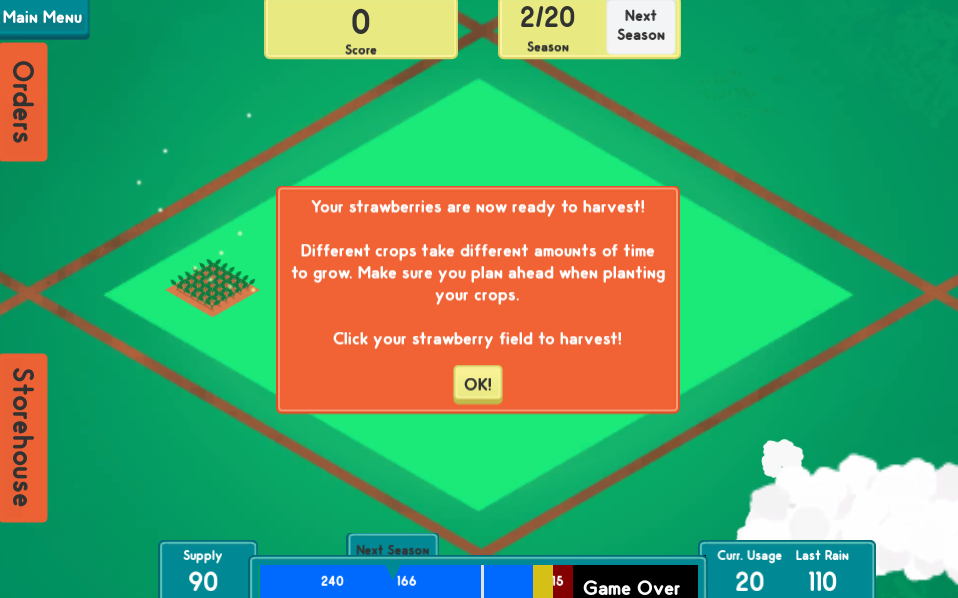 Main Menu
0
Score
2/20
Season
Next
Season
Orders
Your strawberries are now ready to harvest!
Different crops take different amounts of time
to grow. Make sure you plan ahead when planting
your crops.
Click your strawberry field to harvest!
OK!
Storehouse
Supply
90
Next Season
240
166
15
Game Over
Curr. Usage
Last Rain
20
110